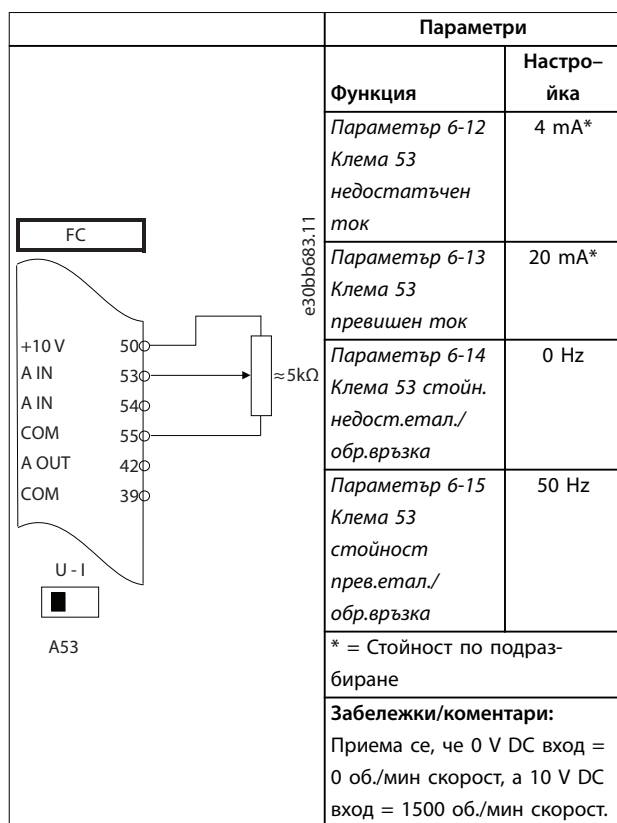 FC
+10 V 50
A IN 53
A IN 54
COM 55
A OUT 42
COM 39
≈5kΩ
U - I
A53
e30bb683.11
Параметри
Функция
Настро–
йка
Параметър 6-12
Клема 53
недостатъчен
ток
4 mA*
Параметър 6-13
Клема 53
превишен ток
20 mA*
Параметър 6-14
Клема 53 стойн.
недост.етал./
обр.връзка
0 Hz
Параметър 6-15
Клема 53
стойност
прев.етал./
обр.връзка
50 Hz
* = Стойност по подраз-
биране
Забележки/коментари:
Приема се, че 0 V DC вход =
0 об./мин скорост, а 10 V DC
вход = 1500 об./мин скорост.